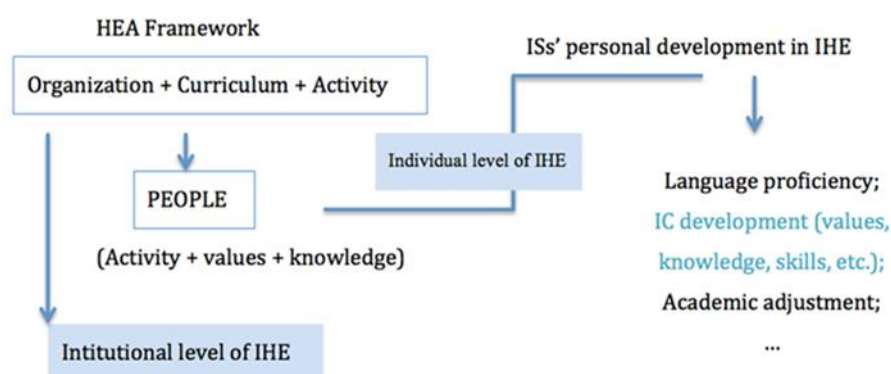 HEA Framework
Organization + Curriculum + Activity
PEOPLE
(Activity + values + knowledge)
Intitutional level of IHE
Individual level of IHE
ISs' personal development in IHE
Language proficiency;
IC development (values,
knowledge, skills, etc.);
Academic adjustment;
...